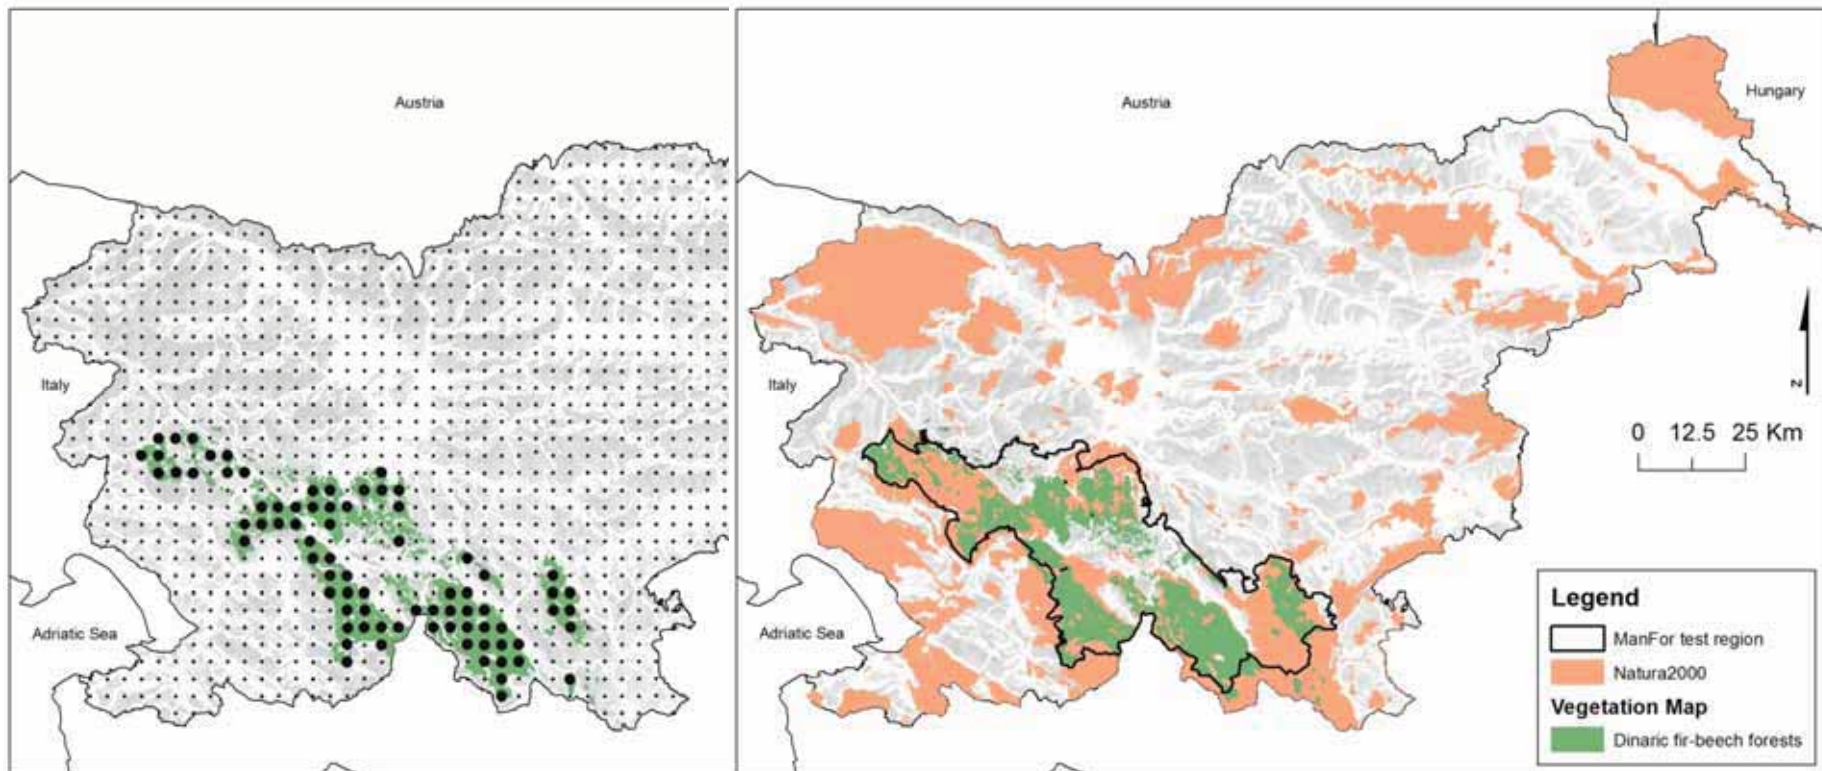 Austria
Italy
Adriatic Sea
Austria
Hungary
Italy
Adriatic Sea
N
0 12.5 25 Km
Legend
ManFor test region
Natura2000
Vegetation Map
Dinaric fir-beech forests